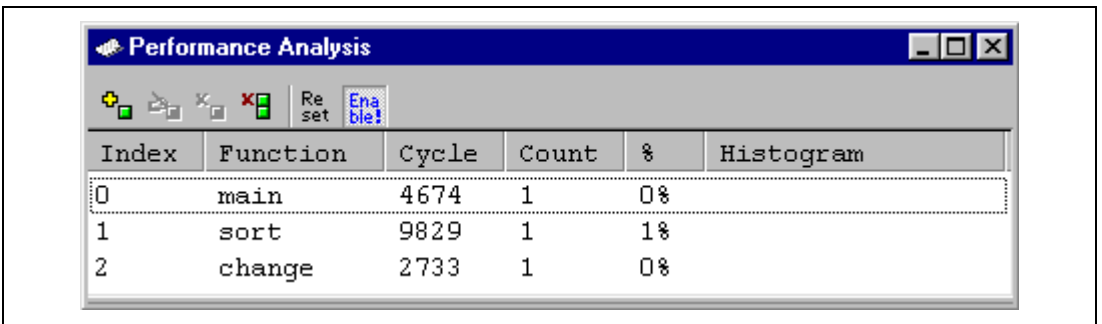 Performance Analysis
Re
set Ena
ble!
Index Function Cycle Count % Histogram
0 main 4674 1 0%
1 sort 9829 1 1%
2 change 2733 1 0%